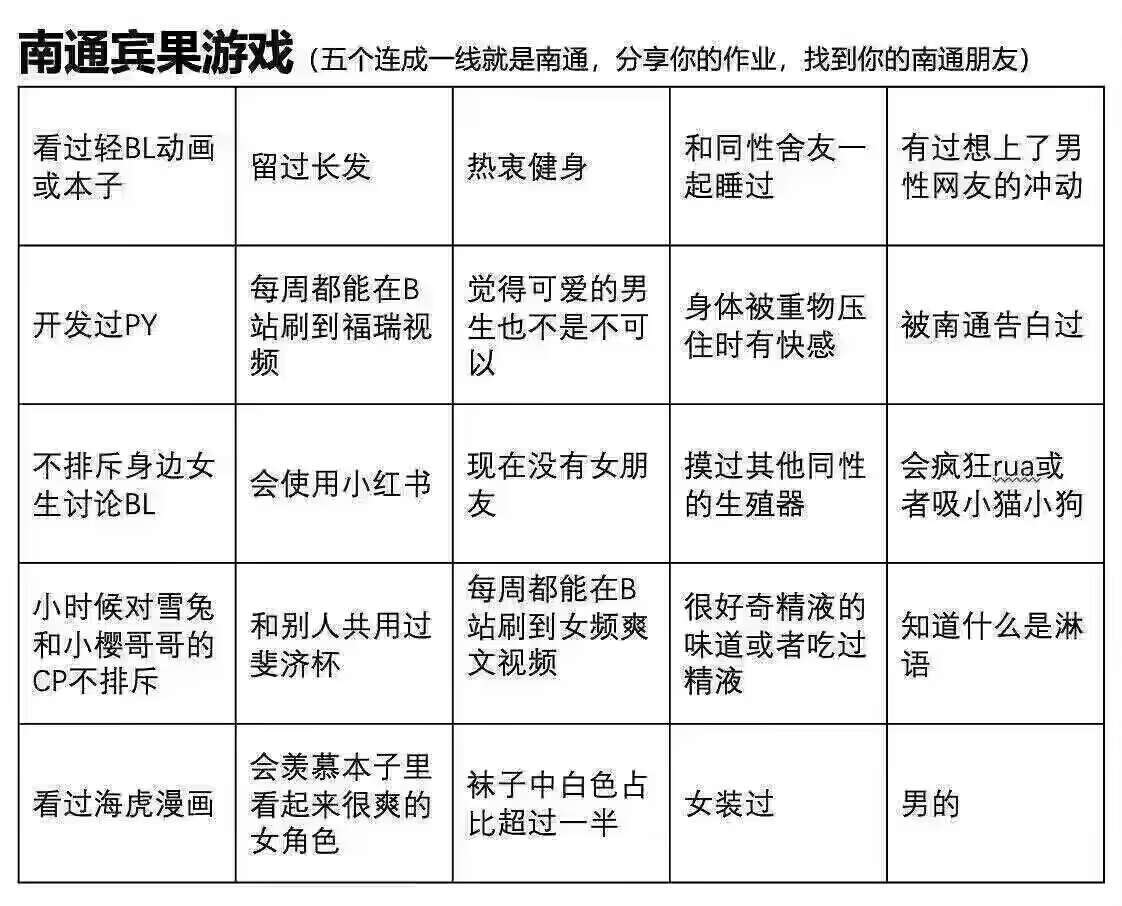 南通宾果游戏（五个连成一线就是南通，分享你的作业，找到你的南通朋友）
看过轻BL动画
或本子
留过长发
热衷健身
和同性舍友一
起睡过
有过想上了男
性网友的冲动
开发过PY
每周都能在B
站刷到福瑞视
频
觉得可爱的男
生也不是不可
以
身体被重物压
住时有快感
被南通告白过
不排斥身边女
生讨论BL
会使用小红书
现在没有女朋
友
摸过其他同性
的生殖器
会疯狂rua或
者吸小猫小狗
小时候对雪兔
和小樱哥哥的
CP不排斥
和别人共用过
斐济杯
每周都能在B
站刷到女频爽
文视频
很好奇精液的
味道或者吃过
精液
知道什么是淋
语
看过海虎漫画
会羡慕本子里
看起来很爽的
女角色
袜子中白色占
比超过一半
女装过
男的